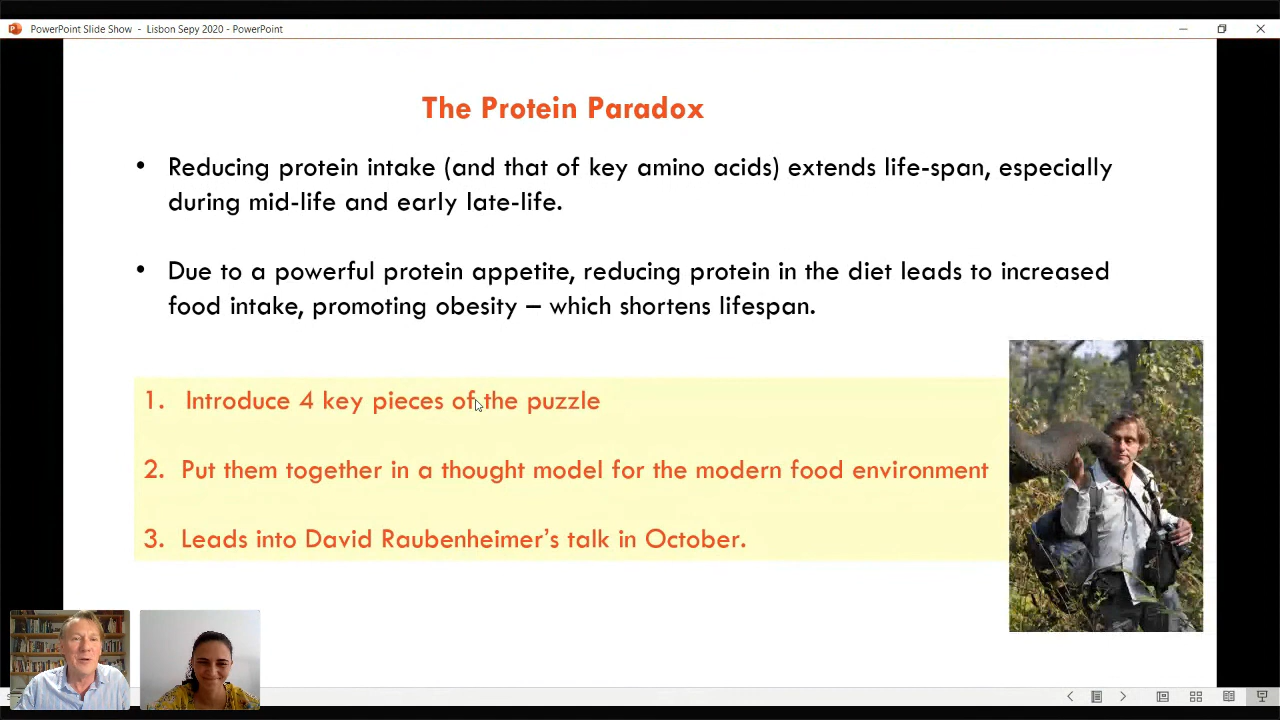 PowerPoint Slide Show - Lisbon Sepy 2020 - PowerPoint
The Protein Paradox
• Reducing protein intake (and that of key amino acids) extends life-span, especially
during mid-life and early late-life.
• Due to a powerful protein appetite, reducing protein in the diet leads to increased
food intake, promoting obesity – which shortens lifespan.
1. Introduce 4 key pieces of the puzzle
2. Put them together in a thought model for the modern food environment
3. Leads into David Raubenheimer's talk in October.